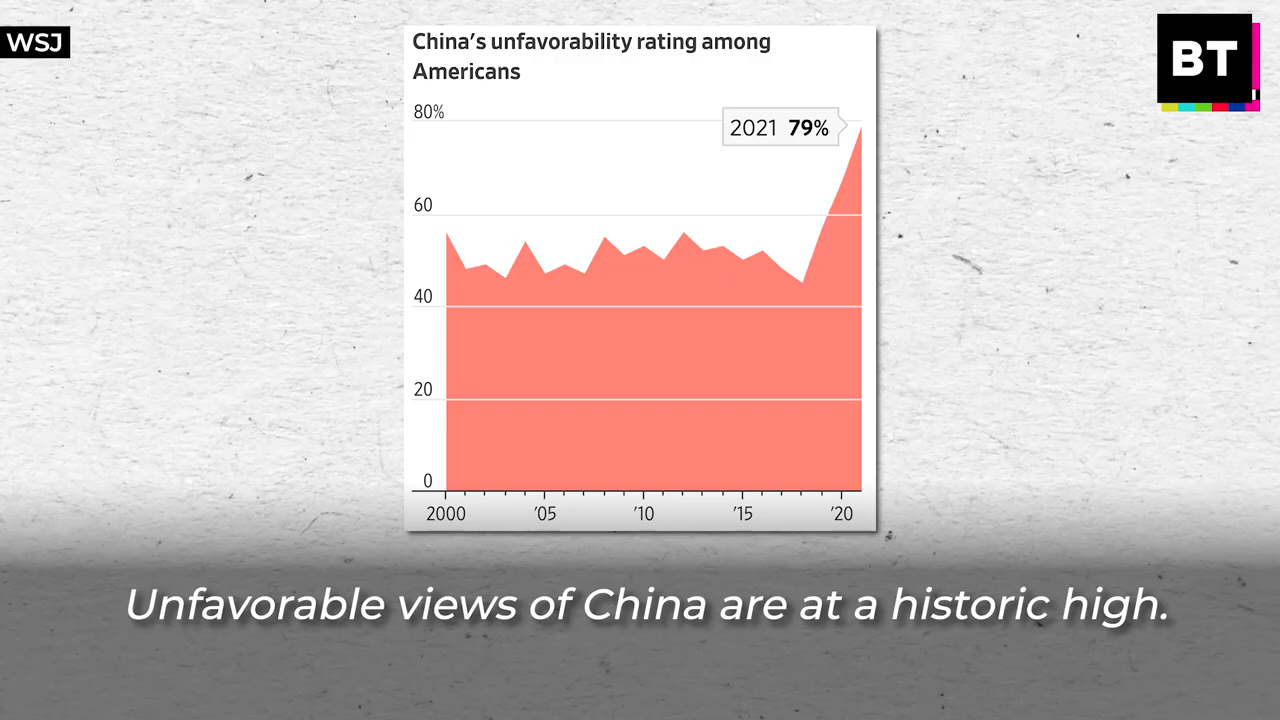 WSJ
BT
China's unfavorability rating among
Americans
80%
2021 79%
60
40
20
0
2000 '05 '10 '15 '20
Unfavorable views of China are at a historic high.